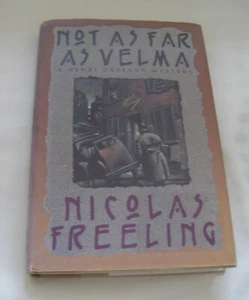 NOT AS FAR
AS VELMA
A HENRI CASTANG MYSTERY
NICOLAS
FREELING